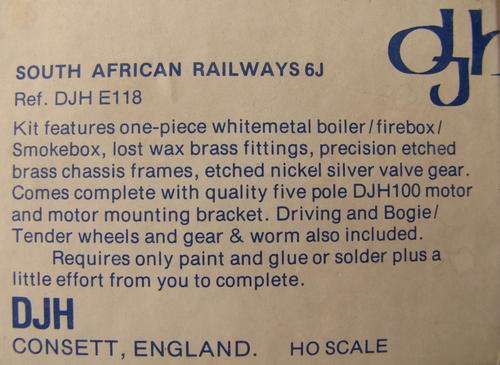 djh
SOUTH AFRICAN RAILWAYS 6J
Ref. DJH E118
Kit features one-piece whitemetal boiler/firebox/
Smokebox, lost wax brass fittings, precision etched
brass chassis frames, etched nickel silver valve gear.
Comes complete with quality five pole DJH100 motor
and motor mounting bracket. Driving and Bogie/
Tender wheels and gear & worm also included.
Requires only paint and glue or solder plus a
little effort from you to complete.
DJH
CONSETT, ENGLAND. HO SCALE